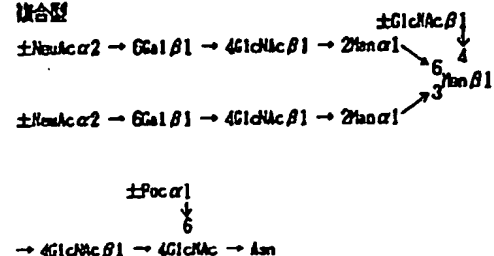 複合型
±GlcNAcβ1
↓
±NeuAcα2 → 6Galβ1 → 4GlcNAcβ1 → 2Manα1 4
6
Manβ1
3
±NeuAcα2 → 6Galβ1 → 4GlcNAcβ1 → 2Manα1
±Fucα1
↓
6
→ 4GlcNAcβ1 → 4GlcNAc → Asn